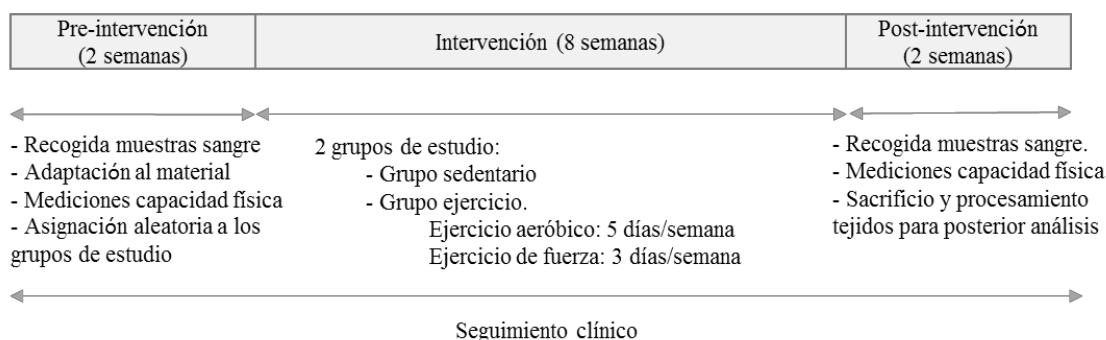 Pre-intervención
(2 semanas)
Intervención (8 semanas)
Post-intervención
(2 semanas)
- Recogida muestras sangre
- Adaptación al material
- Mediciones capacidad física
- Asignación aleatoria a los
grupos de estudio
2 grupos de estudio:
- Grupo sedentario
- Grupo ejercicio.
Ejercicio aeróbico: 5 días/semana
Ejercicio de fuerza: 3 días/semana
- Recogida muestras sangre.
- Mediciones capacidad física
- Sacrificio y procesamiento
tejidos para posterior análisis
Seguimiento clínico